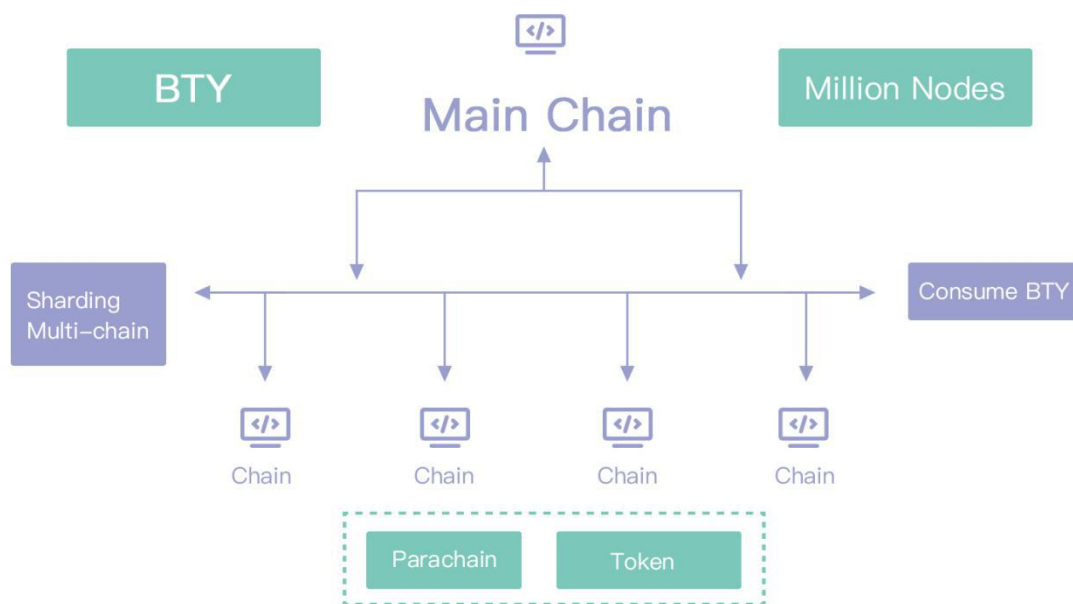 </>
BTY
Million Nodes
Main Chain
Sharding
Multi-chain
Consume BTY
</>
</>
</>
</>
Chain
Chain
Chain
Chain
Parachain
Token